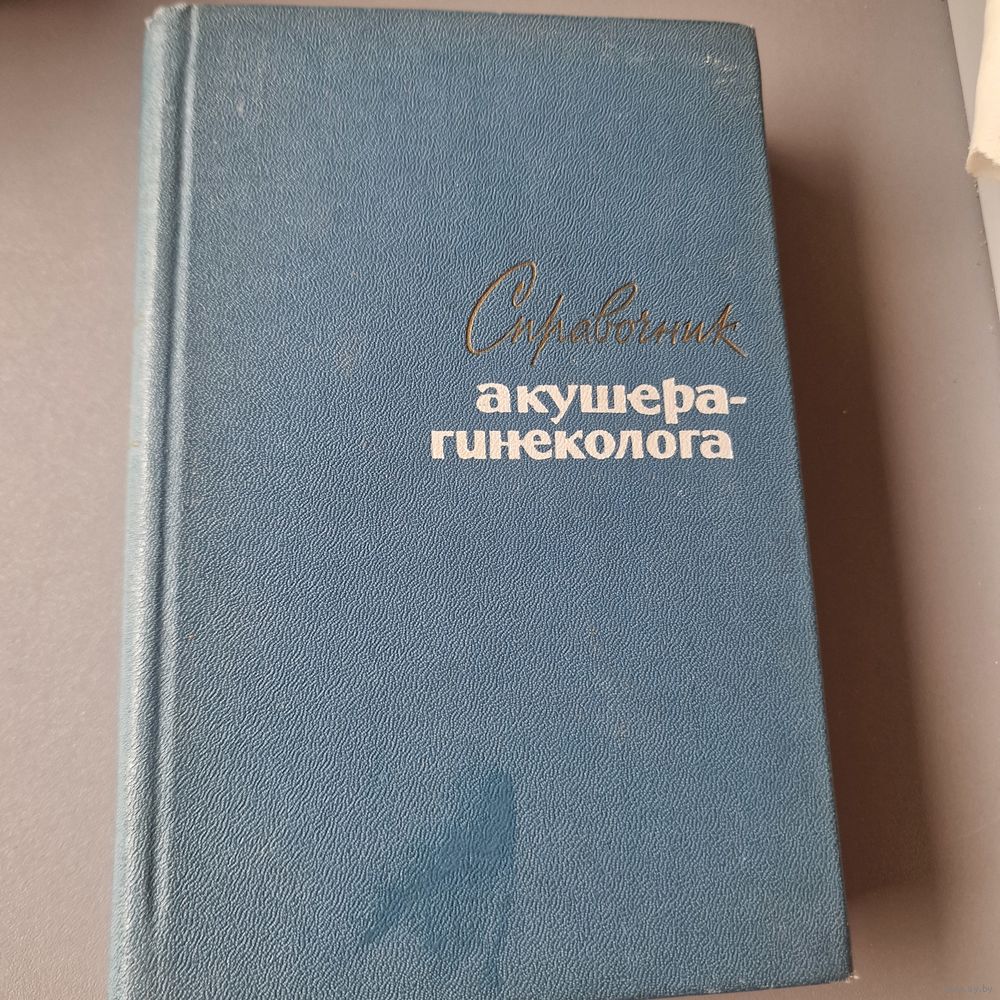 Справочник
акушера-
гинеколога